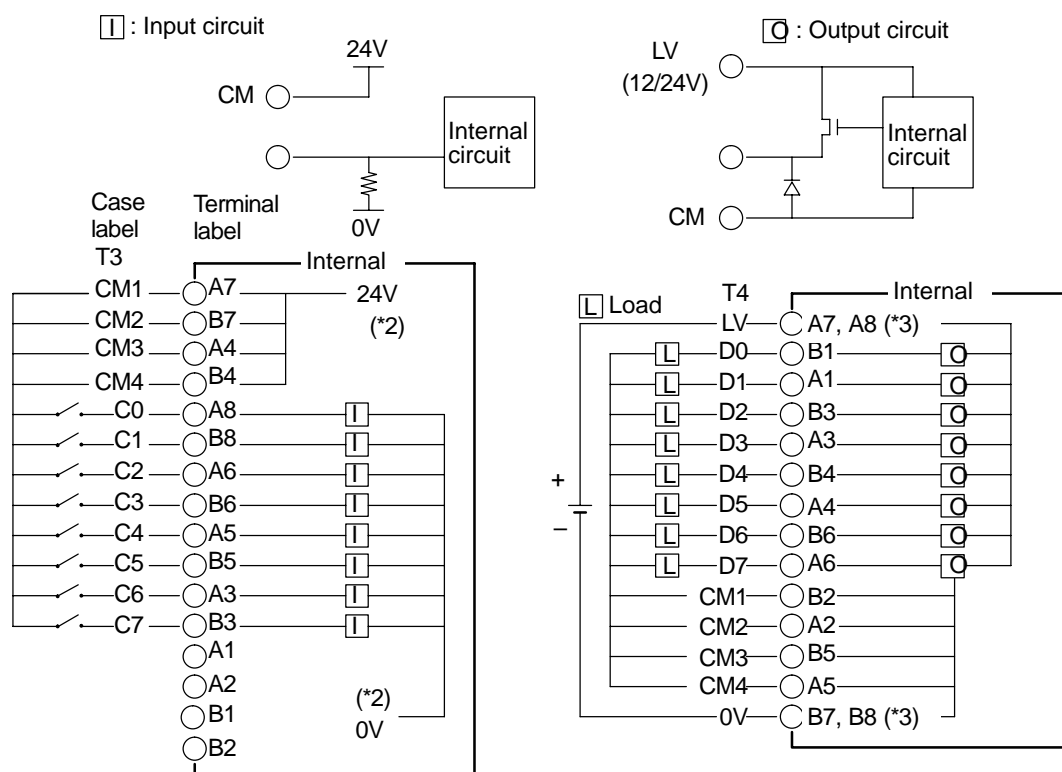 I : Input circuit
24V
CM
Internal
circuit
0V
O : Output circuit
LV
(12/24V)
Internal
circuit
CM
Case
label
T3
Terminal
label
Internal
CM1 A7 24V
CM2 B7 (*2)
CM3 A4
CM4 B4
C0 A8 I
C1 B8 I
C2 A6 I
C3 B6 I
C4 A5 I
C5 B5 I
C6 A3 I
C7 B3 I
A1
A2
B1
B2
(*2)
0V
L Load
T4
Internal
LV A7, A8 (*3)
L D0 B1 O
L D1 A1 O
L D2 B3 O
L D3 A3 O
L D4 B4 O
L D5 A4 O
L D6 B6 O
L D7 A6 O
+
–
CM1 B2
CM2 A2
CM3 B5
CM4 A5
0V B7, B8 (*3)